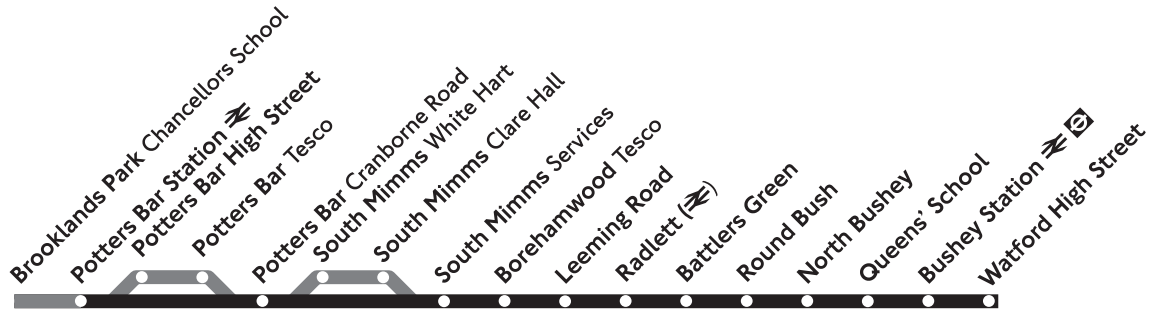 Brooklands Park Chancellors School
Potters Bar Station
Potters Bar High Street
Potters Bar Tesco
Potters Bar Cranborne Road
South Mimms White Hart
South Mimms Clare Hall
South Mimms Services
Borehamwood Tesco
Leeming Road
Radlett ( )
Battlers Green
Round Bush
North Bushey
Queens' School
Bushey Station
Watford High Street